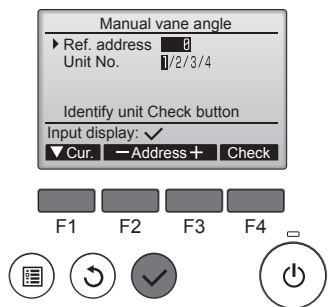 Manual vane angle
Ref. address 0
Unit No. 1/2/3/4
Identify unit Check button
Input display: ✓
▼ Cur. − Address + Check
F1 F2 F3 F4